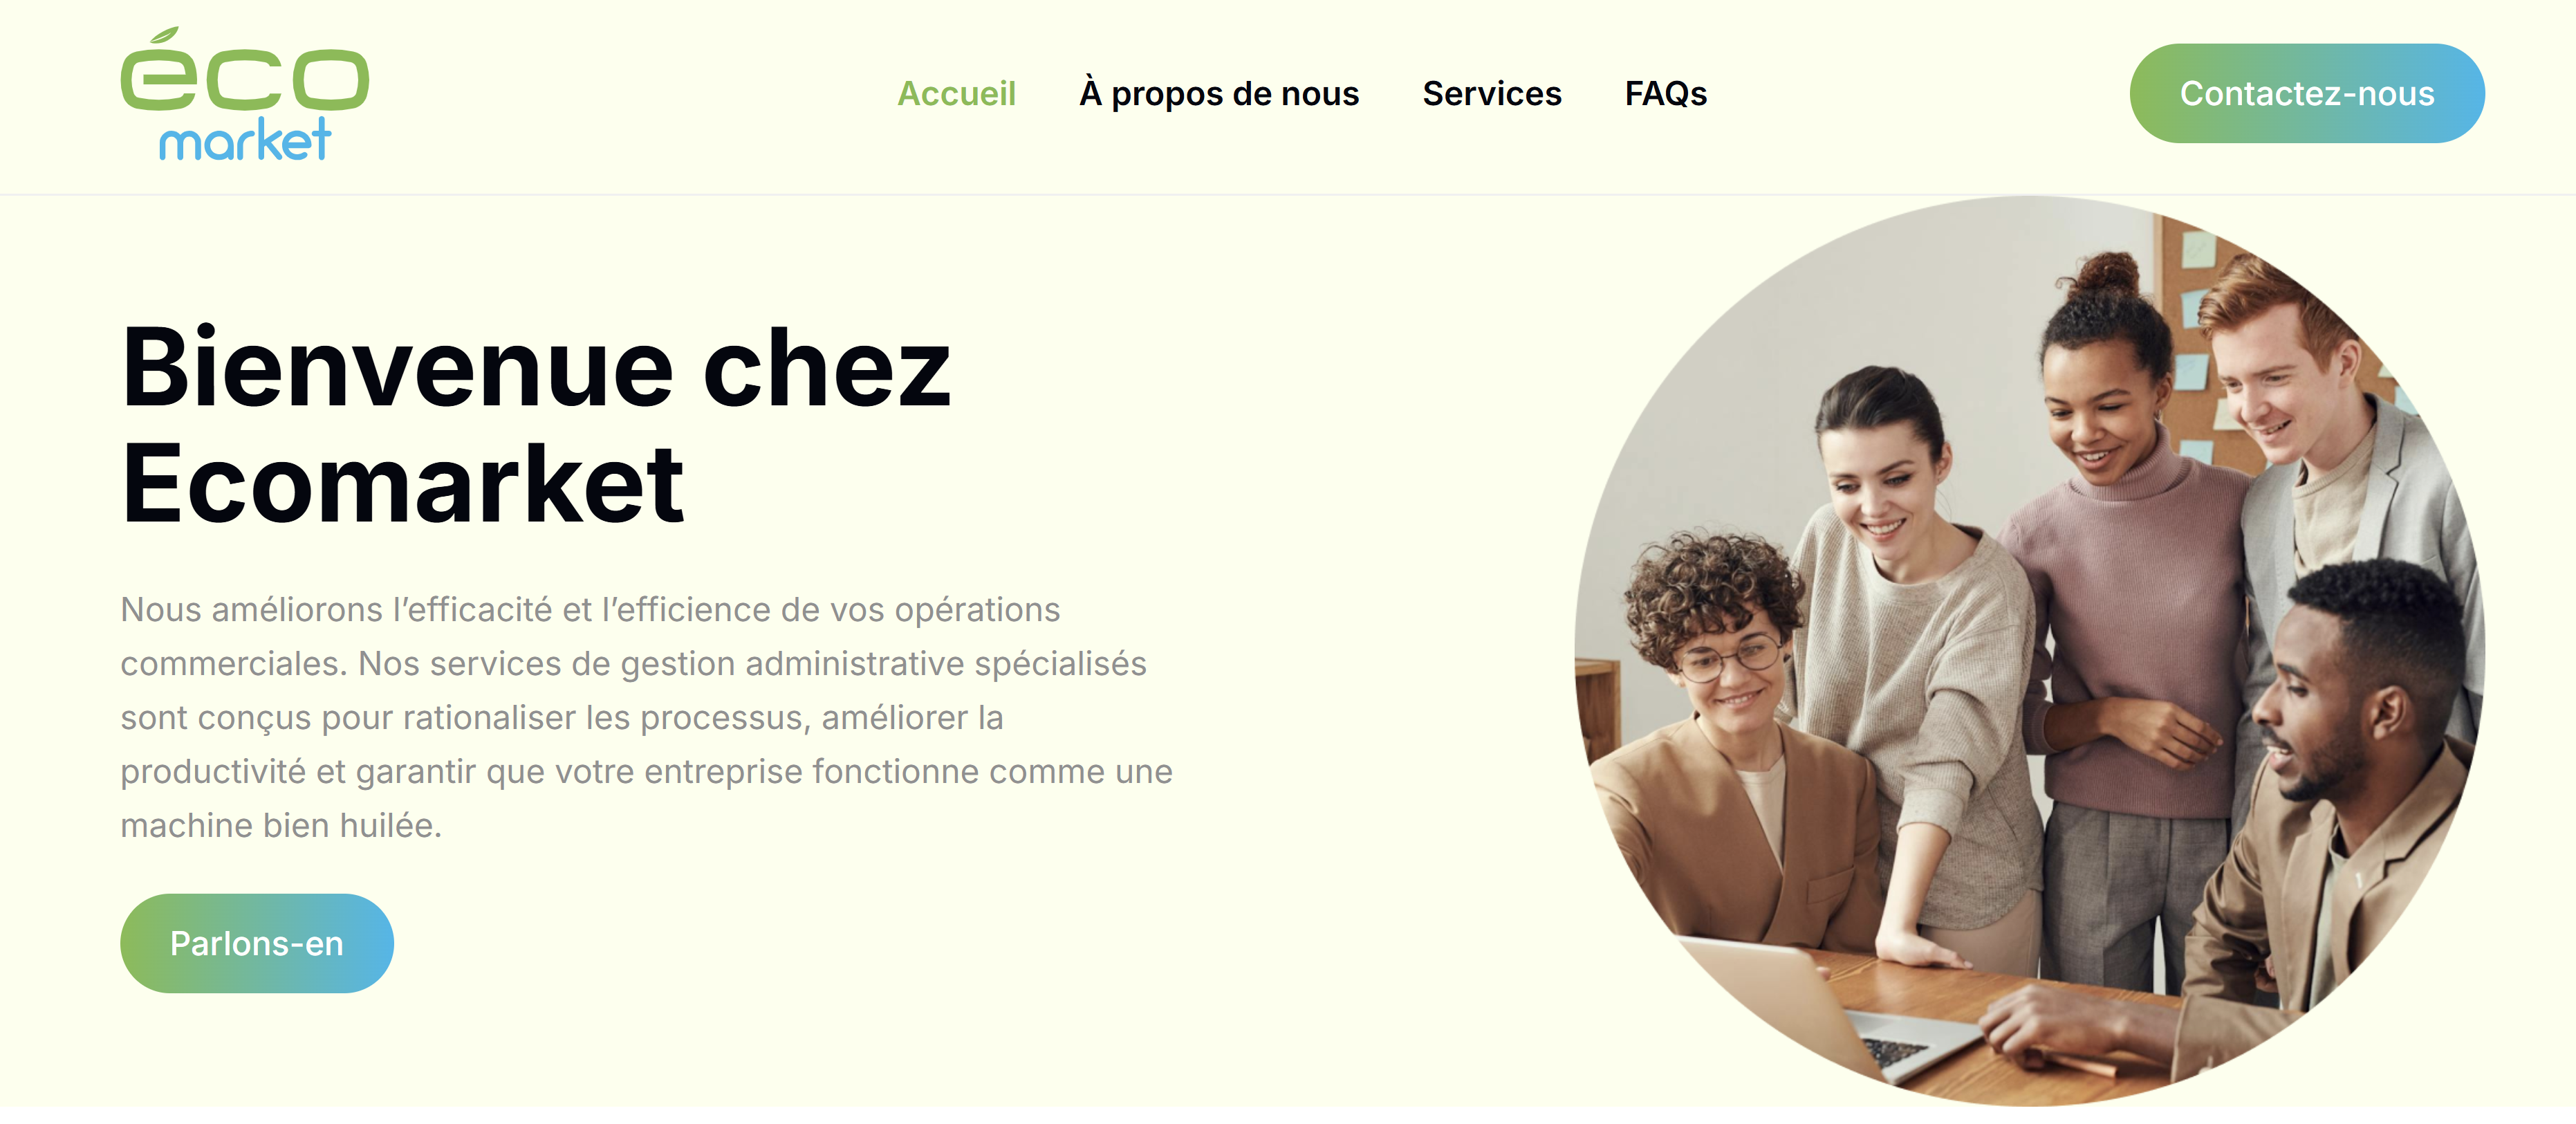 éco
market
Accueil
À propos de nous
Services
FAQs
Contactez-nous
Bienvenue chez
Ecomarket
Nous améliorons l’efficacité et l’efficience de vos opérations
commerciales. Nos services de gestion administrative spécialisés
sont conçus pour rationaliser les processus, améliorer la
productivité et garantir que votre entreprise fonctionne comme une
machine bien huilée.
Parlons-en